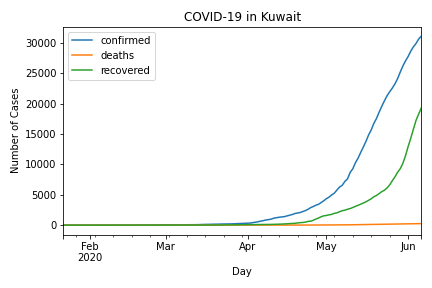 COVID-19 in Kuwait
confirmed
deaths
recovered
Number of Cases
30000
25000
20000
15000
10000
5000
0
Feb
2020
Mar
Apr
May
Jun
Day